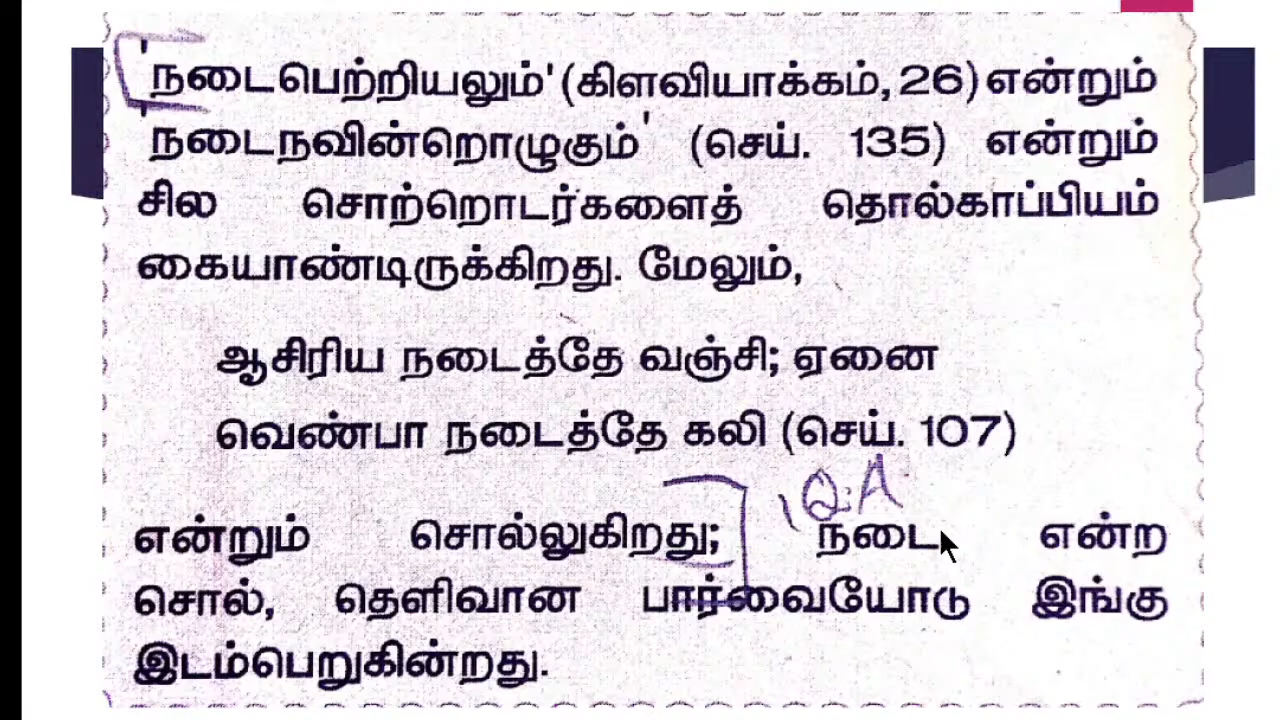 'நடைபெற்றியலும்' (கிளவியாக்கம், 26) என்றும்
'நடைநவின்றொழுகும்' (செய். 135) என்றும்
சில சொற்றொடர்களைத் தொல்காப்பியம்
கையாண்டிருக்கிறது. மேலும்,
ஆசிரிய நடைத்தே வஞ்சி; ஏனை
வெண்பா நடைத்தே கலி (செய். 107)
Q.A
என்றும் சொல்லுகிறது; நடை என்ற
சொல், தெளிவான பார்வையோடு இங்கு
இடம்பெறுகின்றது.